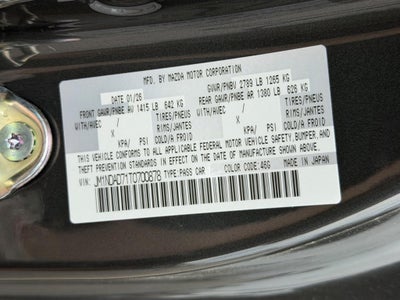 MFD. BY MAZDA MOTOR CORPORATION
DATE: 01/26 GVWR/PNBV 2789 LB 1265 KG
FRONT GAWR/PNBE AV 1415 LB 642 KG REAR GAWR/PNBE AR 1380 LB 626 KG
WITH/AVEC / TIRES/PNEUS WITH/AVEC / TIRES/PNEUS
X RIMS/JANTES X RIMS/JANTES
KPA/ PSI COLD/A FROID KPA/ PSI COLD/A FROID
THIS VEHICLE CONFORMS TO ALL APPLICABLE FEDERAL MOTOR VEHICLE SAFETY, BUMPER, AND
THEFT PREVENTION STANDARDS IN EFFECT ON THE DATE OF MANUFACTURE SHOWN ABOVE.
COLOR CODE:46G MADE IN JAPAN
JM1NDAD71T0700878 TYPE:PASS CAR